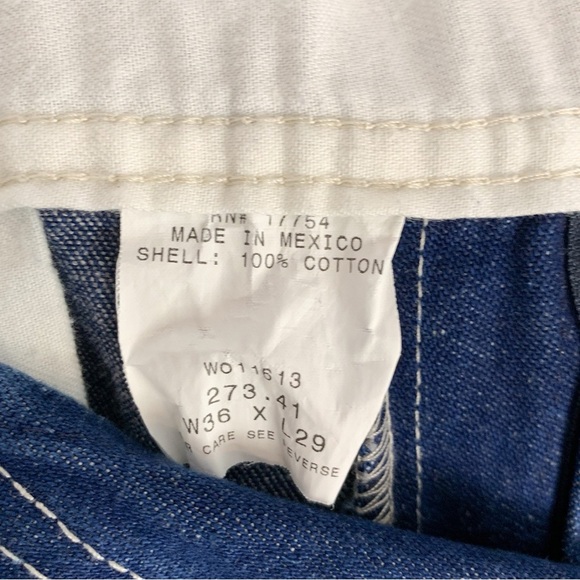 RN# 17754
MADE IN MEXICO
SHELL: 100% COTTON
WO11613
273.41
W36 X L29
R CARE SEE REVERSE